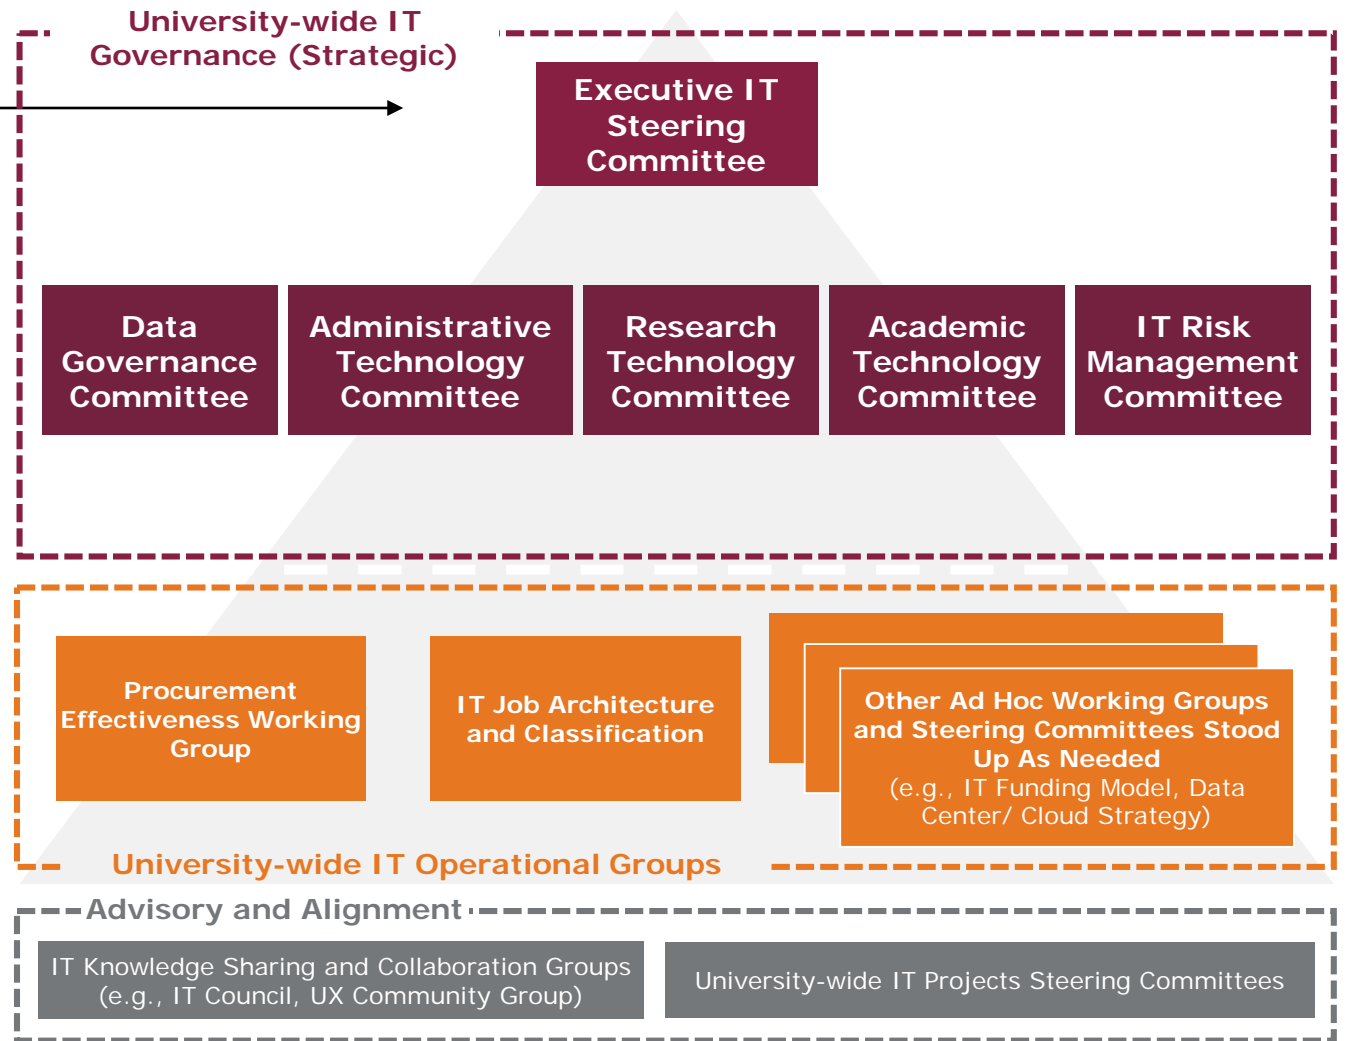 University-wide IT
Governance (Strategic)
Executive IT
Steering
Committee
Data
Governance
Committee
Administrative
Technology
Committee
Research
Technology
Committee
Academic
Technology
Committee
IT Risk
Management
Committee
Procurement
Effectiveness Working
Group
IT Job Architecture
and Classification
Other Ad Hoc Working Groups
and Steering Committees Stood
Up As Needed
(e.g., IT Funding Model, Data
Center/ Cloud Strategy)
University-wide IT Operational Groups
Advisory and Alignment
IT Knowledge Sharing and Collaboration Groups
(e.g., IT Council, UX Community Group)
University-wide IT Projects Steering Committees